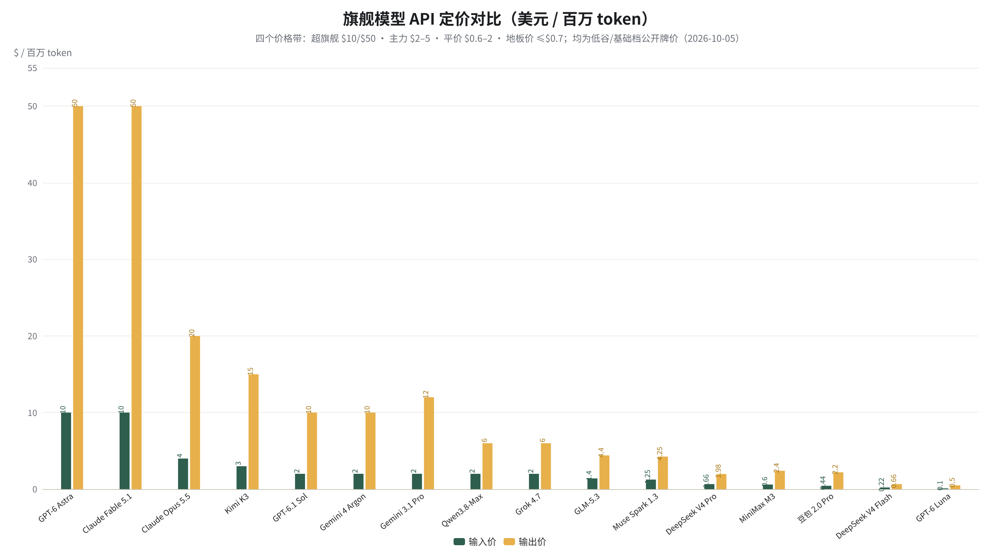 旗舰模型 API 定价对比（美元 / 百万 token）
四个价格带：超旗舰 $10/$50 · 主力 $2–5 · 平价 $0.6–2 · 地板价 ≤$0.7；均为低谷/基础档公开牌价（2026-10-05）
$ / 百万 token
55
50
40
30
20
10
0
10
50
10
50
4
20
3
15
2
10
2
10
2
12
2
6
2
6
1.4
4.4
1.25
4.25
0.66
1.98
0.6
2.4
0.44
2.2
0.22
0.66
0.1
0.5
GPT-6 Astra
Claude Fable 5.1
Claude Opus 5.5
Kimi K3
GPT-6.1 Sol
Gemini 4 Argon
Gemini 3.1 Pro
Qwen3.8-Max
Grok 4.7
GLM-5.3
Muse Spark 1.3
DeepSeek V4 Pro
MiniMax M3
豆包 2.0 Pro
DeepSeek V4 Flash
GPT-6 Luna
输入价
输出价